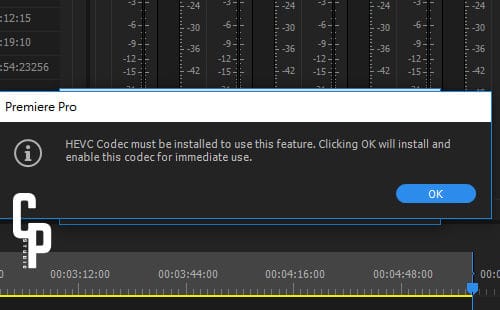 :12:15
:19:10
:54:23256
-3 -3 -3 -3
-24 -24 -24 -24
-6 -6 -6 -6
-30 -30 -30 -30
-9 -9 -9 -9
-36 -36 -36 -36
-12 -12 -12 -12
-15 -15 -15 -15
-42 -42 -42 -42
Premiere Pro
HEVC Codec must be installed to use this feature. Clicking OK will install and
enable this codec for immediate use.
OK
CP
STUDIO
00:03:12:00 00:03:44:00 00:04:16:00 00:04:48:00